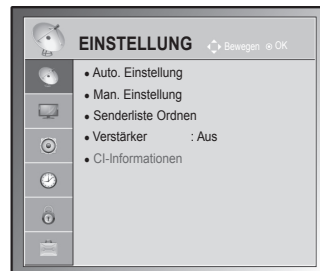 EINSTELLUNG Bewegen OK
• Auto. Einstellung
• Man. Einstellung
• Senderliste Ordnen
• Verstärker : Aus
• CI-Informationen